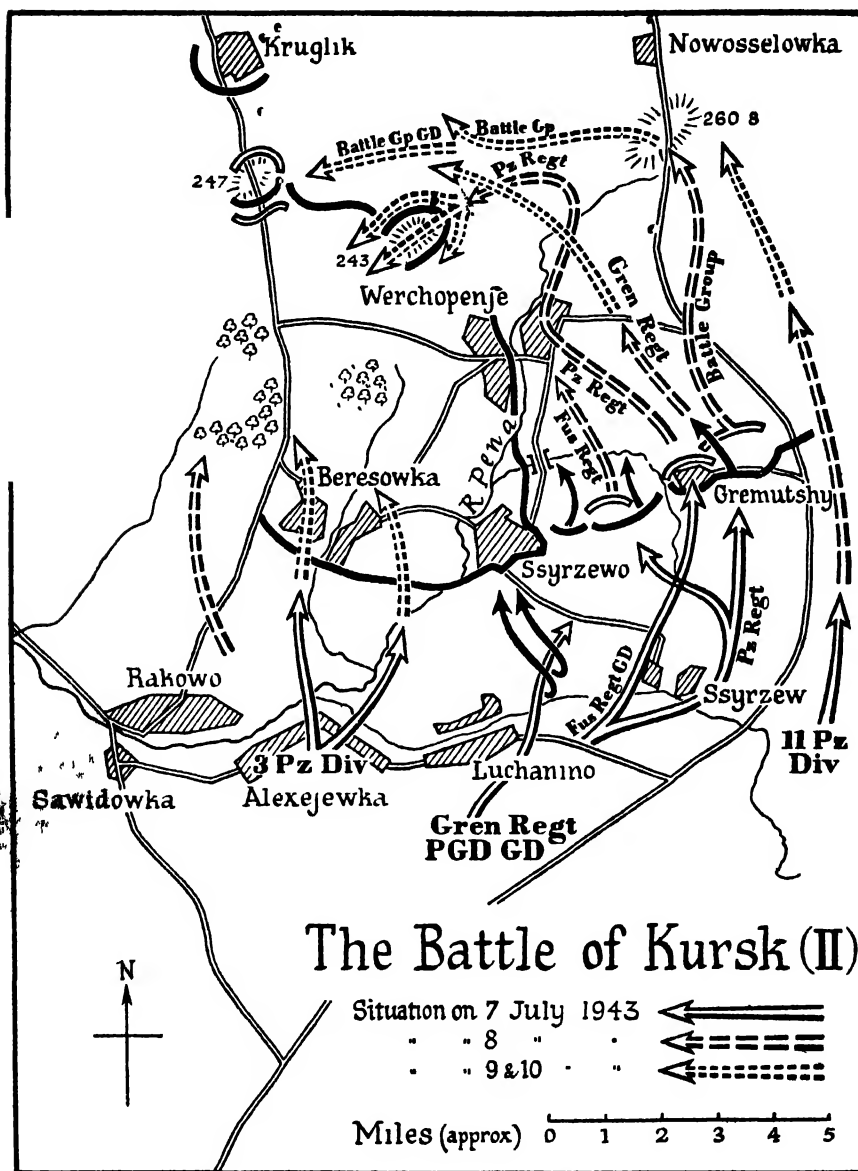 Kruglik
Nowosselowka
260 8
Battle Gp GD
Battle Gp
Pz Regt
247
243
Werchopenje
Gren Regt
Battle Group
Pz Regt
Fus Regt
R Pena
Beresowka
Gremutshy
Ssyrzewo
Pz Regt
Fus Regt GD
Rakowo
Ssyrzew
11 Pz
Div
3 Pz Div
Luchanino
Sawidowka
Alexejewka
Gren Regt
PGD GD
The Battle of Kursk (II)
N
Situation on 7 July 1943
" " 8 " "
" " 9 & 10 " "
Miles (approx) 0 1 2 3 4 5